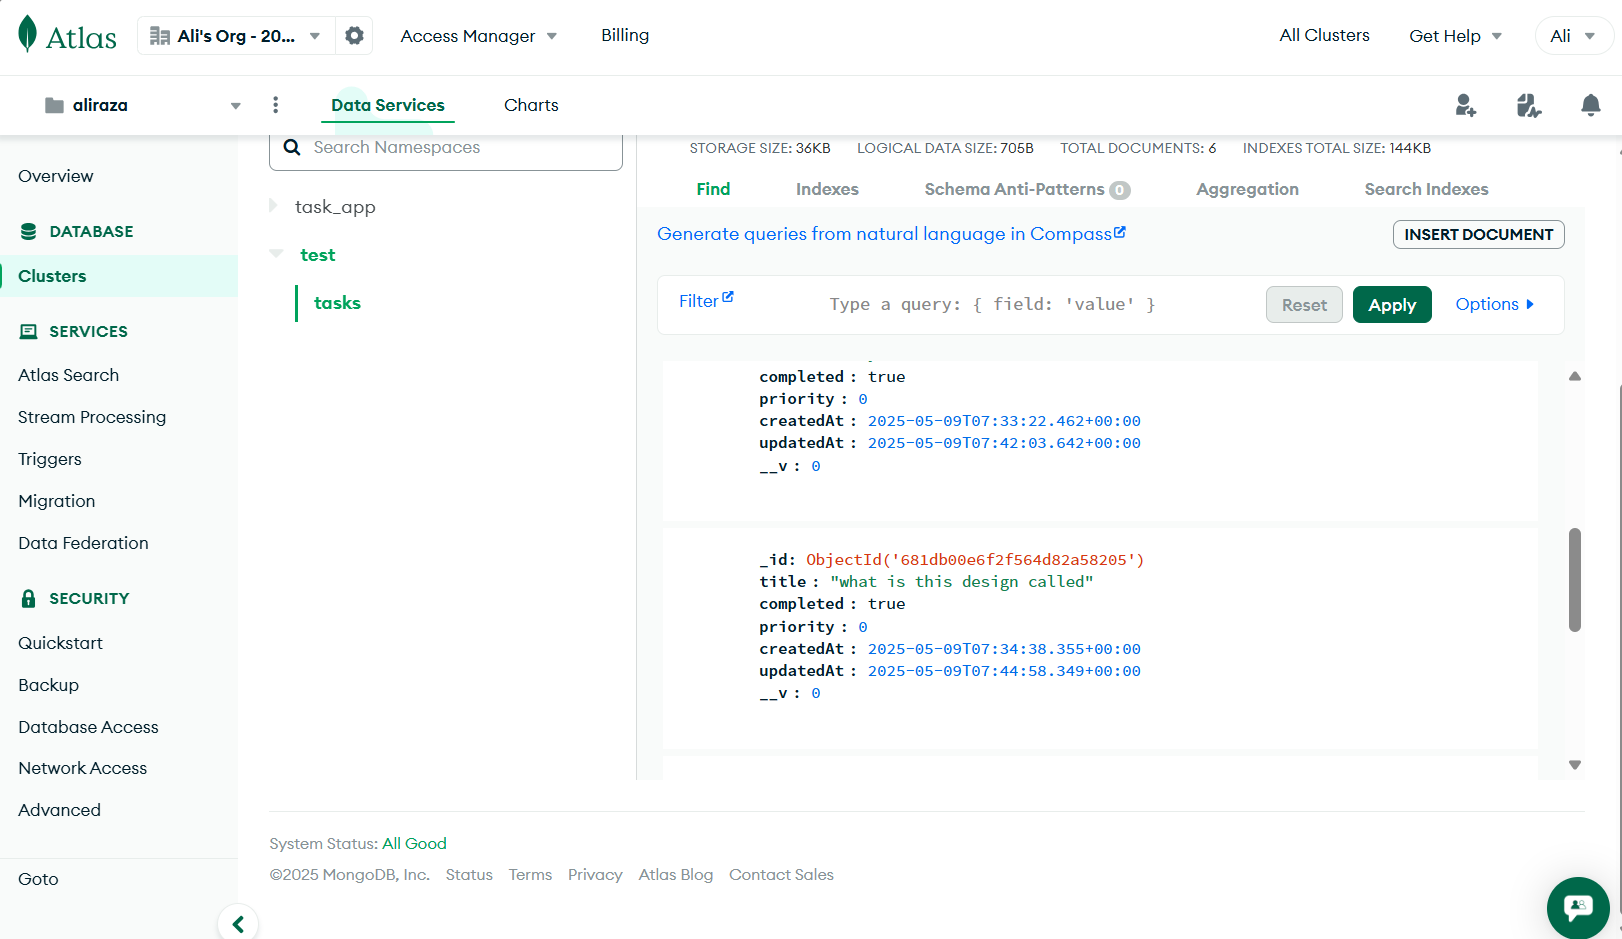 Atlas
Ali's Org - 20...
Access Manager
Billing
All Clusters
Get Help
Ali
aliraza
Data Services
Charts
Overview
DATABASE
Clusters
SERVICES
Atlas Search
Stream Processing
Triggers
Migration
Data Federation
SECURITY
Quickstart
Backup
Database Access
Network Access
Advanced
Goto
Search Namespaces
task_app
test
tasks
STORAGE SIZE: 36KB LOGICAL DATA SIZE: 705B TOTAL DOCUMENTS: 6 INDEXES TOTAL SIZE: 144KB
Find Indexes Schema Anti-Patterns 0 Aggregation Search Indexes
Generate queries from natural language in Compass
INSERT DOCUMENT
Filter
Type a query: { field: 'value' }
Reset
Apply
Options
completed : true
priority : 0
createdAt : 2025-05-09T07:33:22.462+00:00
updatedAt : 2025-05-09T07:42:03.642+00:00
__v : 0
_id: ObjectId('681db00e6f2f564d82a58205')
title : "what is this design called"
completed : true
priority : 0
createdAt : 2025-05-09T07:34:38.355+00:00
updatedAt : 2025-05-09T07:44:58.349+00:00
__v : 0
System Status: All Good
©2025 MongoDB, Inc. Status Terms Privacy Atlas Blog Contact Sales